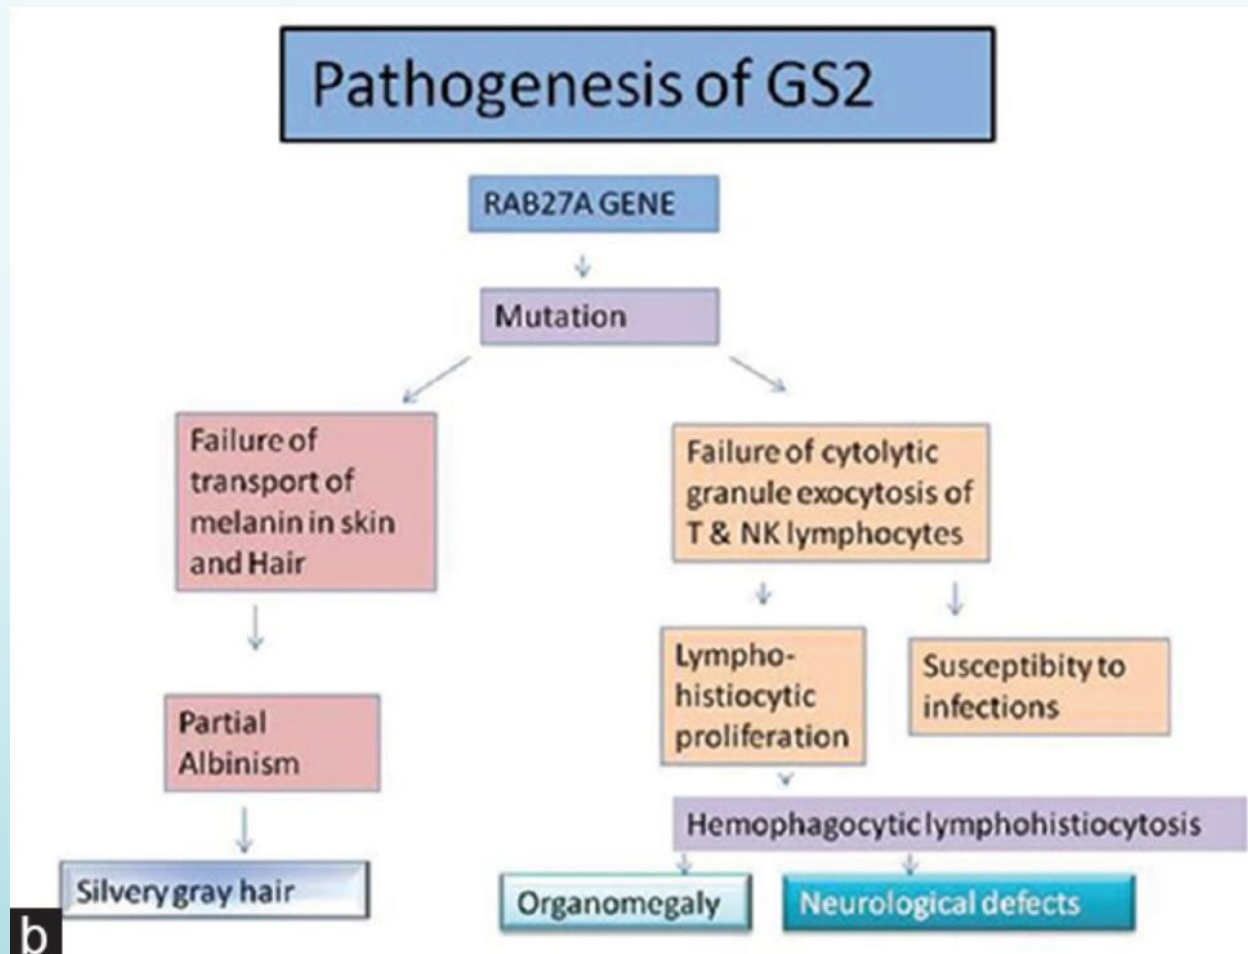 Pathogenesis of GS2
RAB27A GENE
Mutation
Failure of
transport of
melanin in skin
and Hair
Failure of cytolytic
granule exocytosis of
T & NK lymphocytes
Partial
Albinism
Lympho-
histiocytic
proliferation
Susceptibity to
infections
Hemophagocytic lymphohistiocytosis
Silvery gray hair
Organomegaly
Neurological defects
b